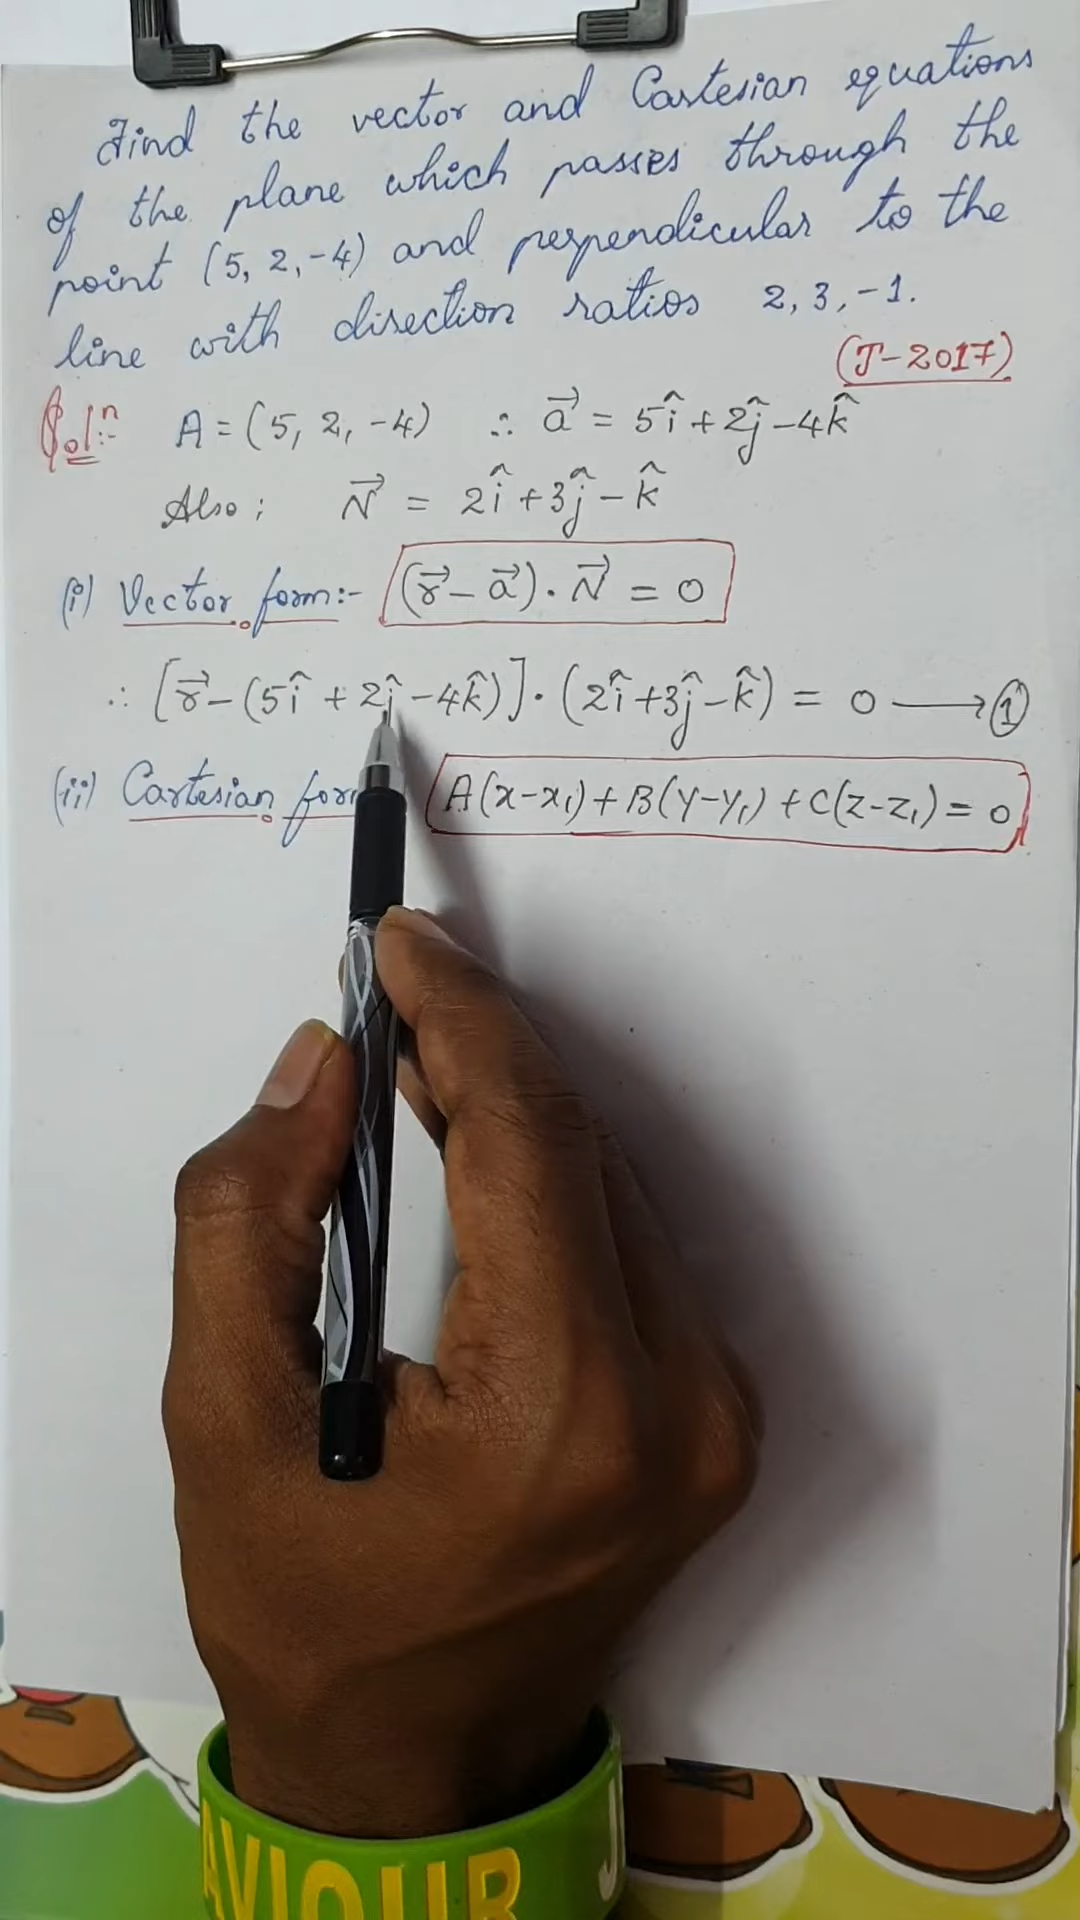 Find the vector and Cartesian equations
of the plane which passes through the
point (5, 2, -4) and perpendicular to the
line with direction ratios 2, 3, -1.
(J-2017)
Solⁿ:- A = (5, 2, -4) ∴ a⃗ = 5î + 2ĵ - 4k̂
Also; N⃗ = 2î + 3ĵ - k̂
(i) Vector form:- (r⃗ - a⃗) · N⃗ = 0
∴ [r⃗ - (5î + 2ĵ - 4k̂)] · (2î + 3ĵ - k̂) = 0 ⟶ ①
(ii) Cartesian form A(x-x₁) + B(y-y₁) + C(z-z₁) = 0
AVIOUR J